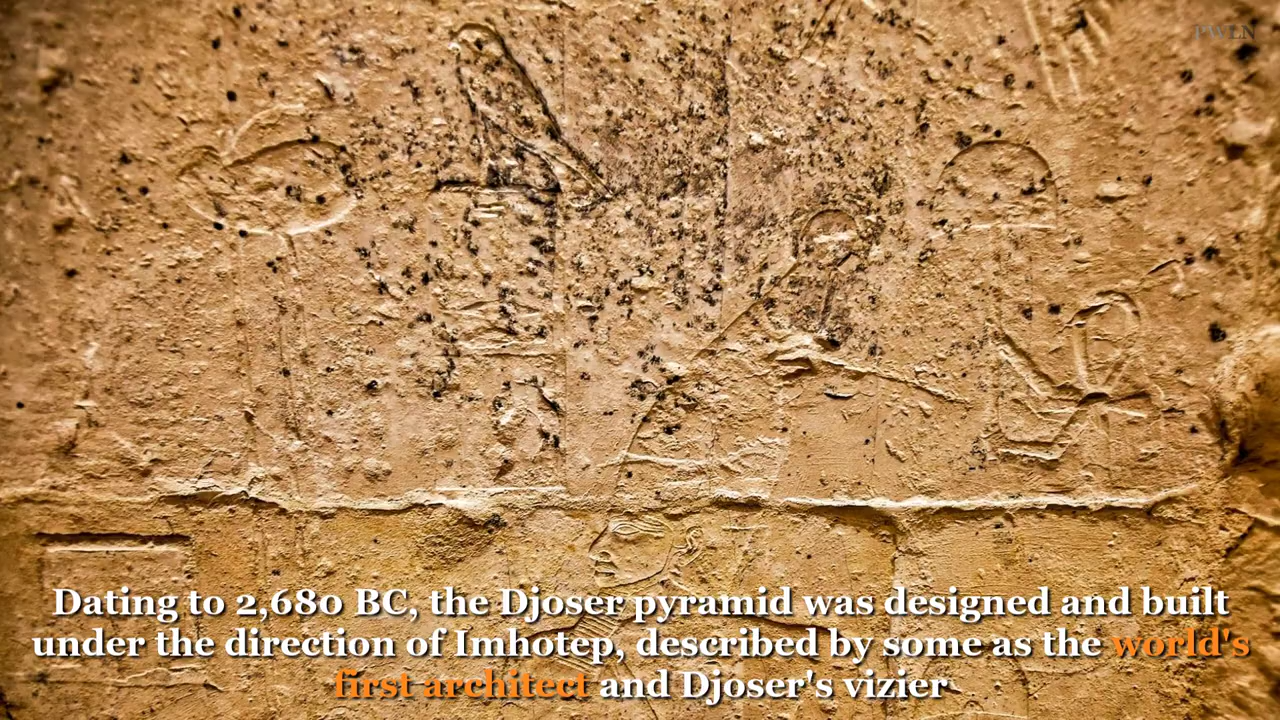 PWLN
Dating to 2,680 BC, the Djoser pyramid was designed and built
under the direction of Imhotep, described by some as the world's
first architect and Djoser's vizier